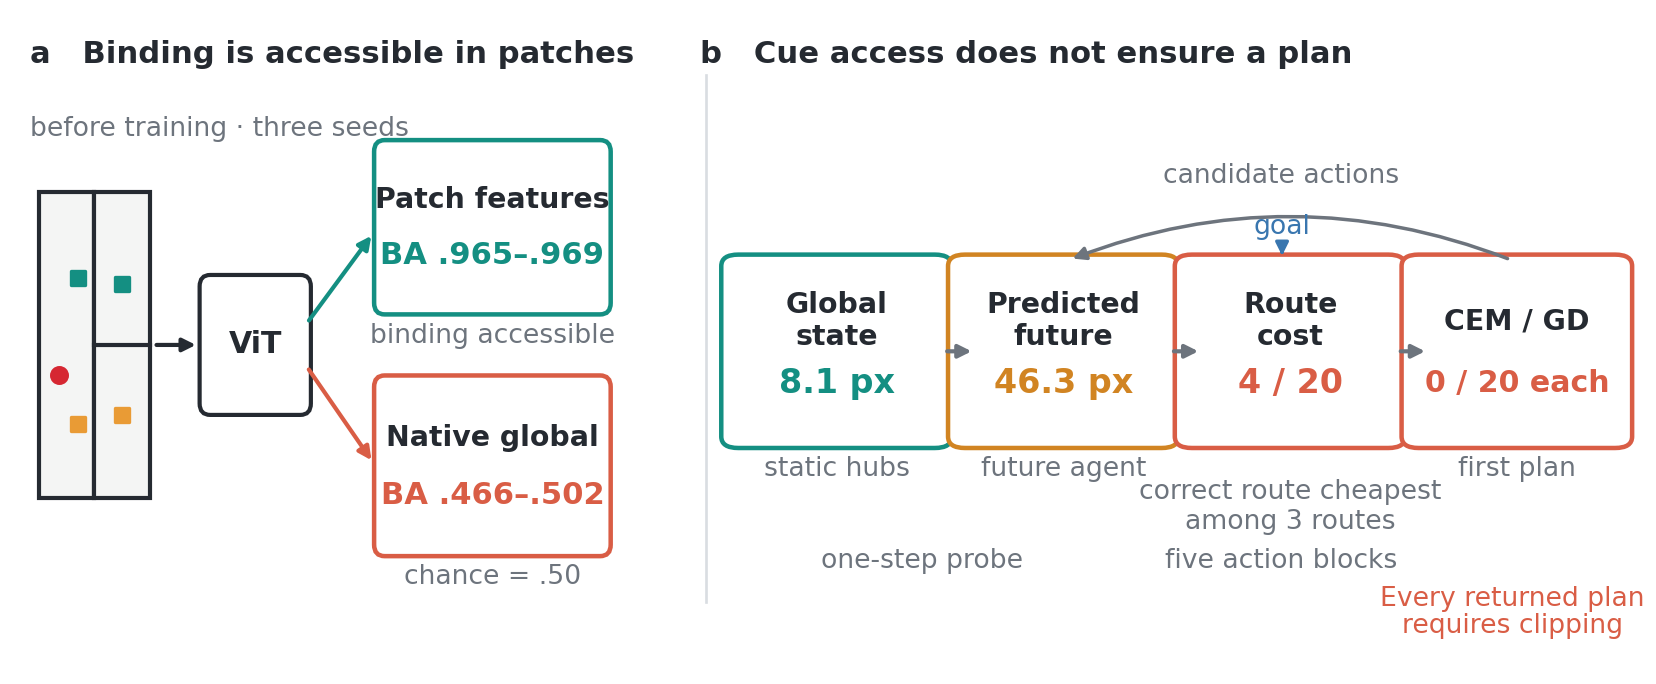 a Binding is accessible in patches
before training · three seeds
ViT
Patch features
BA .965–.969
binding accessible
Native global
BA .466–.502
chance = .50
b Cue access does not ensure a plan
candidate actions
goal
Global
state
8.1 px
static hubs
Predicted
future
46.3 px
future agent
one-step probe
Route
cost
4 / 20
correct route cheapest
among 3 routes
five action blocks
CEM / GD
0 / 20 each
first plan
Every returned plan
requires clipping